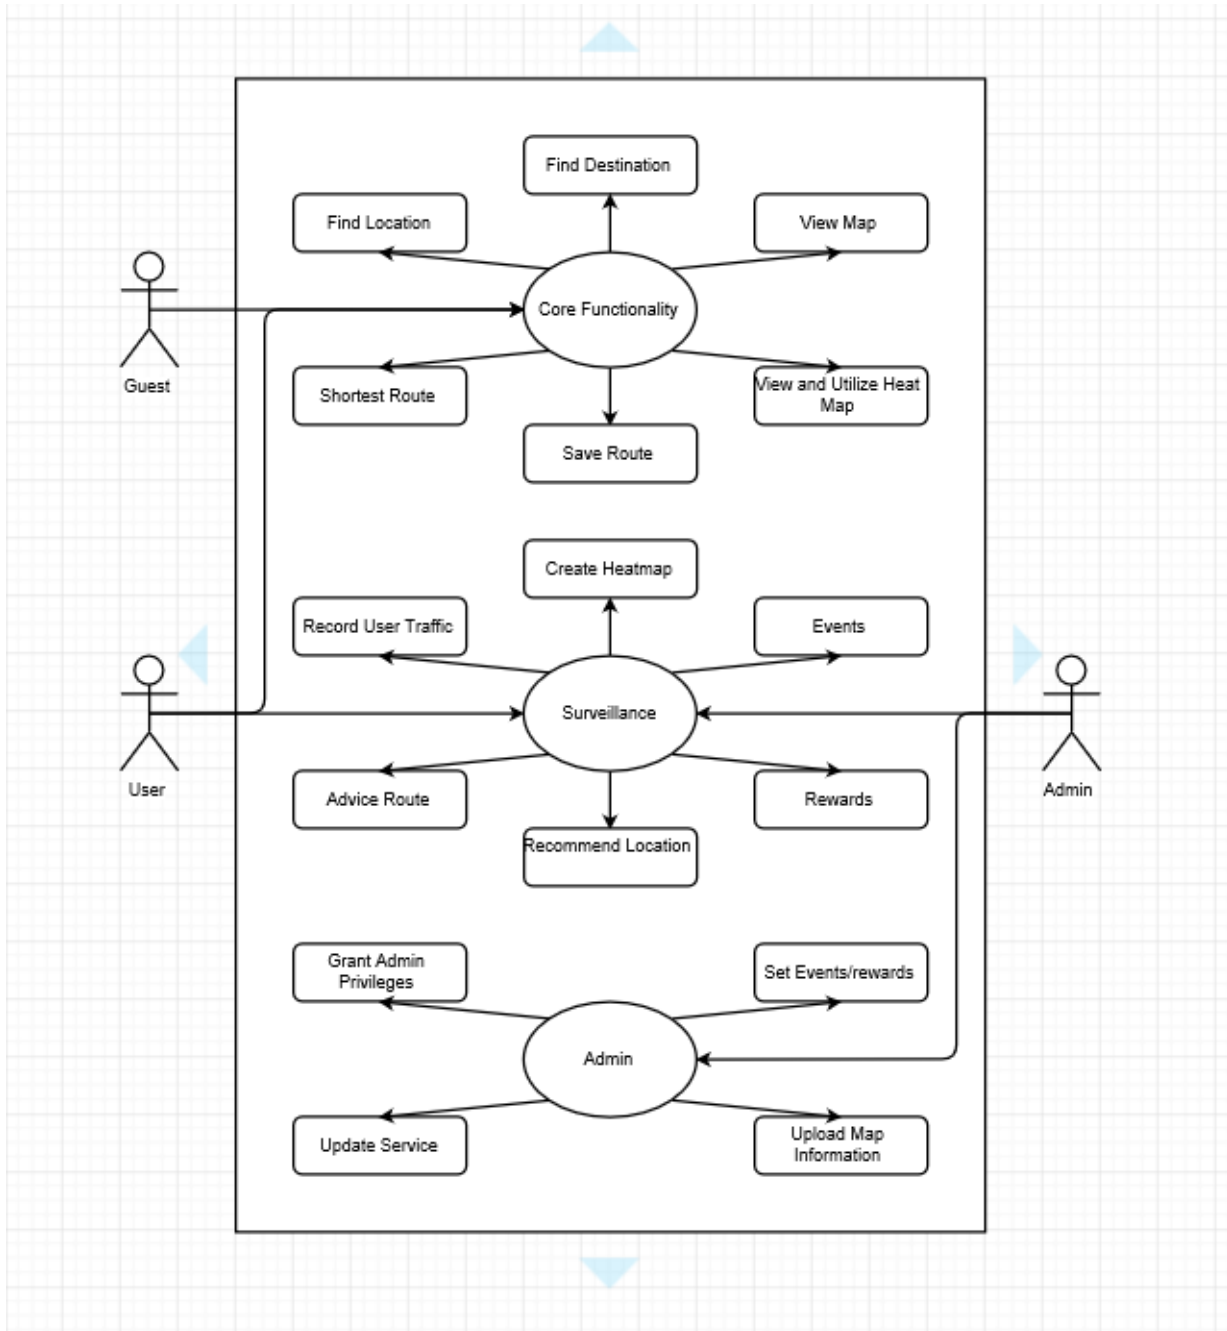 Find Destination
Find Location
View Map
Core Functionality
Guest
Shortest Route
View and Utilize Heat
Map
Save Route
Create Heatmap
Record User Traffic
Events
Surveillance
User
Admin
Advice Route
Rewards
Recommend Location
Grant Admin
Privileges
Set Events/rewards
Admin
Update Service
Upload Map
Information